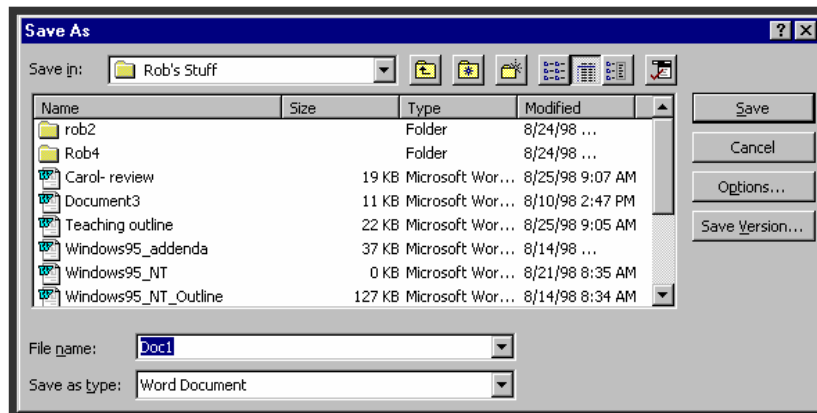 Save As
Save in: Rob's Stuff
Name Size Type Modified
rob2 Folder 8/24/98 ...
Rob4 Folder 8/24/98 ...
Carol- review 19 KB Microsoft Wor... 8/25/98 9:07 AM
Document3 11 KB Microsoft Wor... 8/10/98 2:47 PM
Teaching outline 22 KB Microsoft Wor... 8/25/98 9:05 AM
Windows95_addenda 37 KB Microsoft Wor... 8/14/98 ...
Windows95_NT 0 KB Microsoft Wor... 8/21/98 8:35 AM
Windows95_NT_Outline 127 KB Microsoft Wor... 8/14/98 8:34 AM
Save
Cancel
Options...
Save Version...
File name: Doc1
Save as type: Word Document